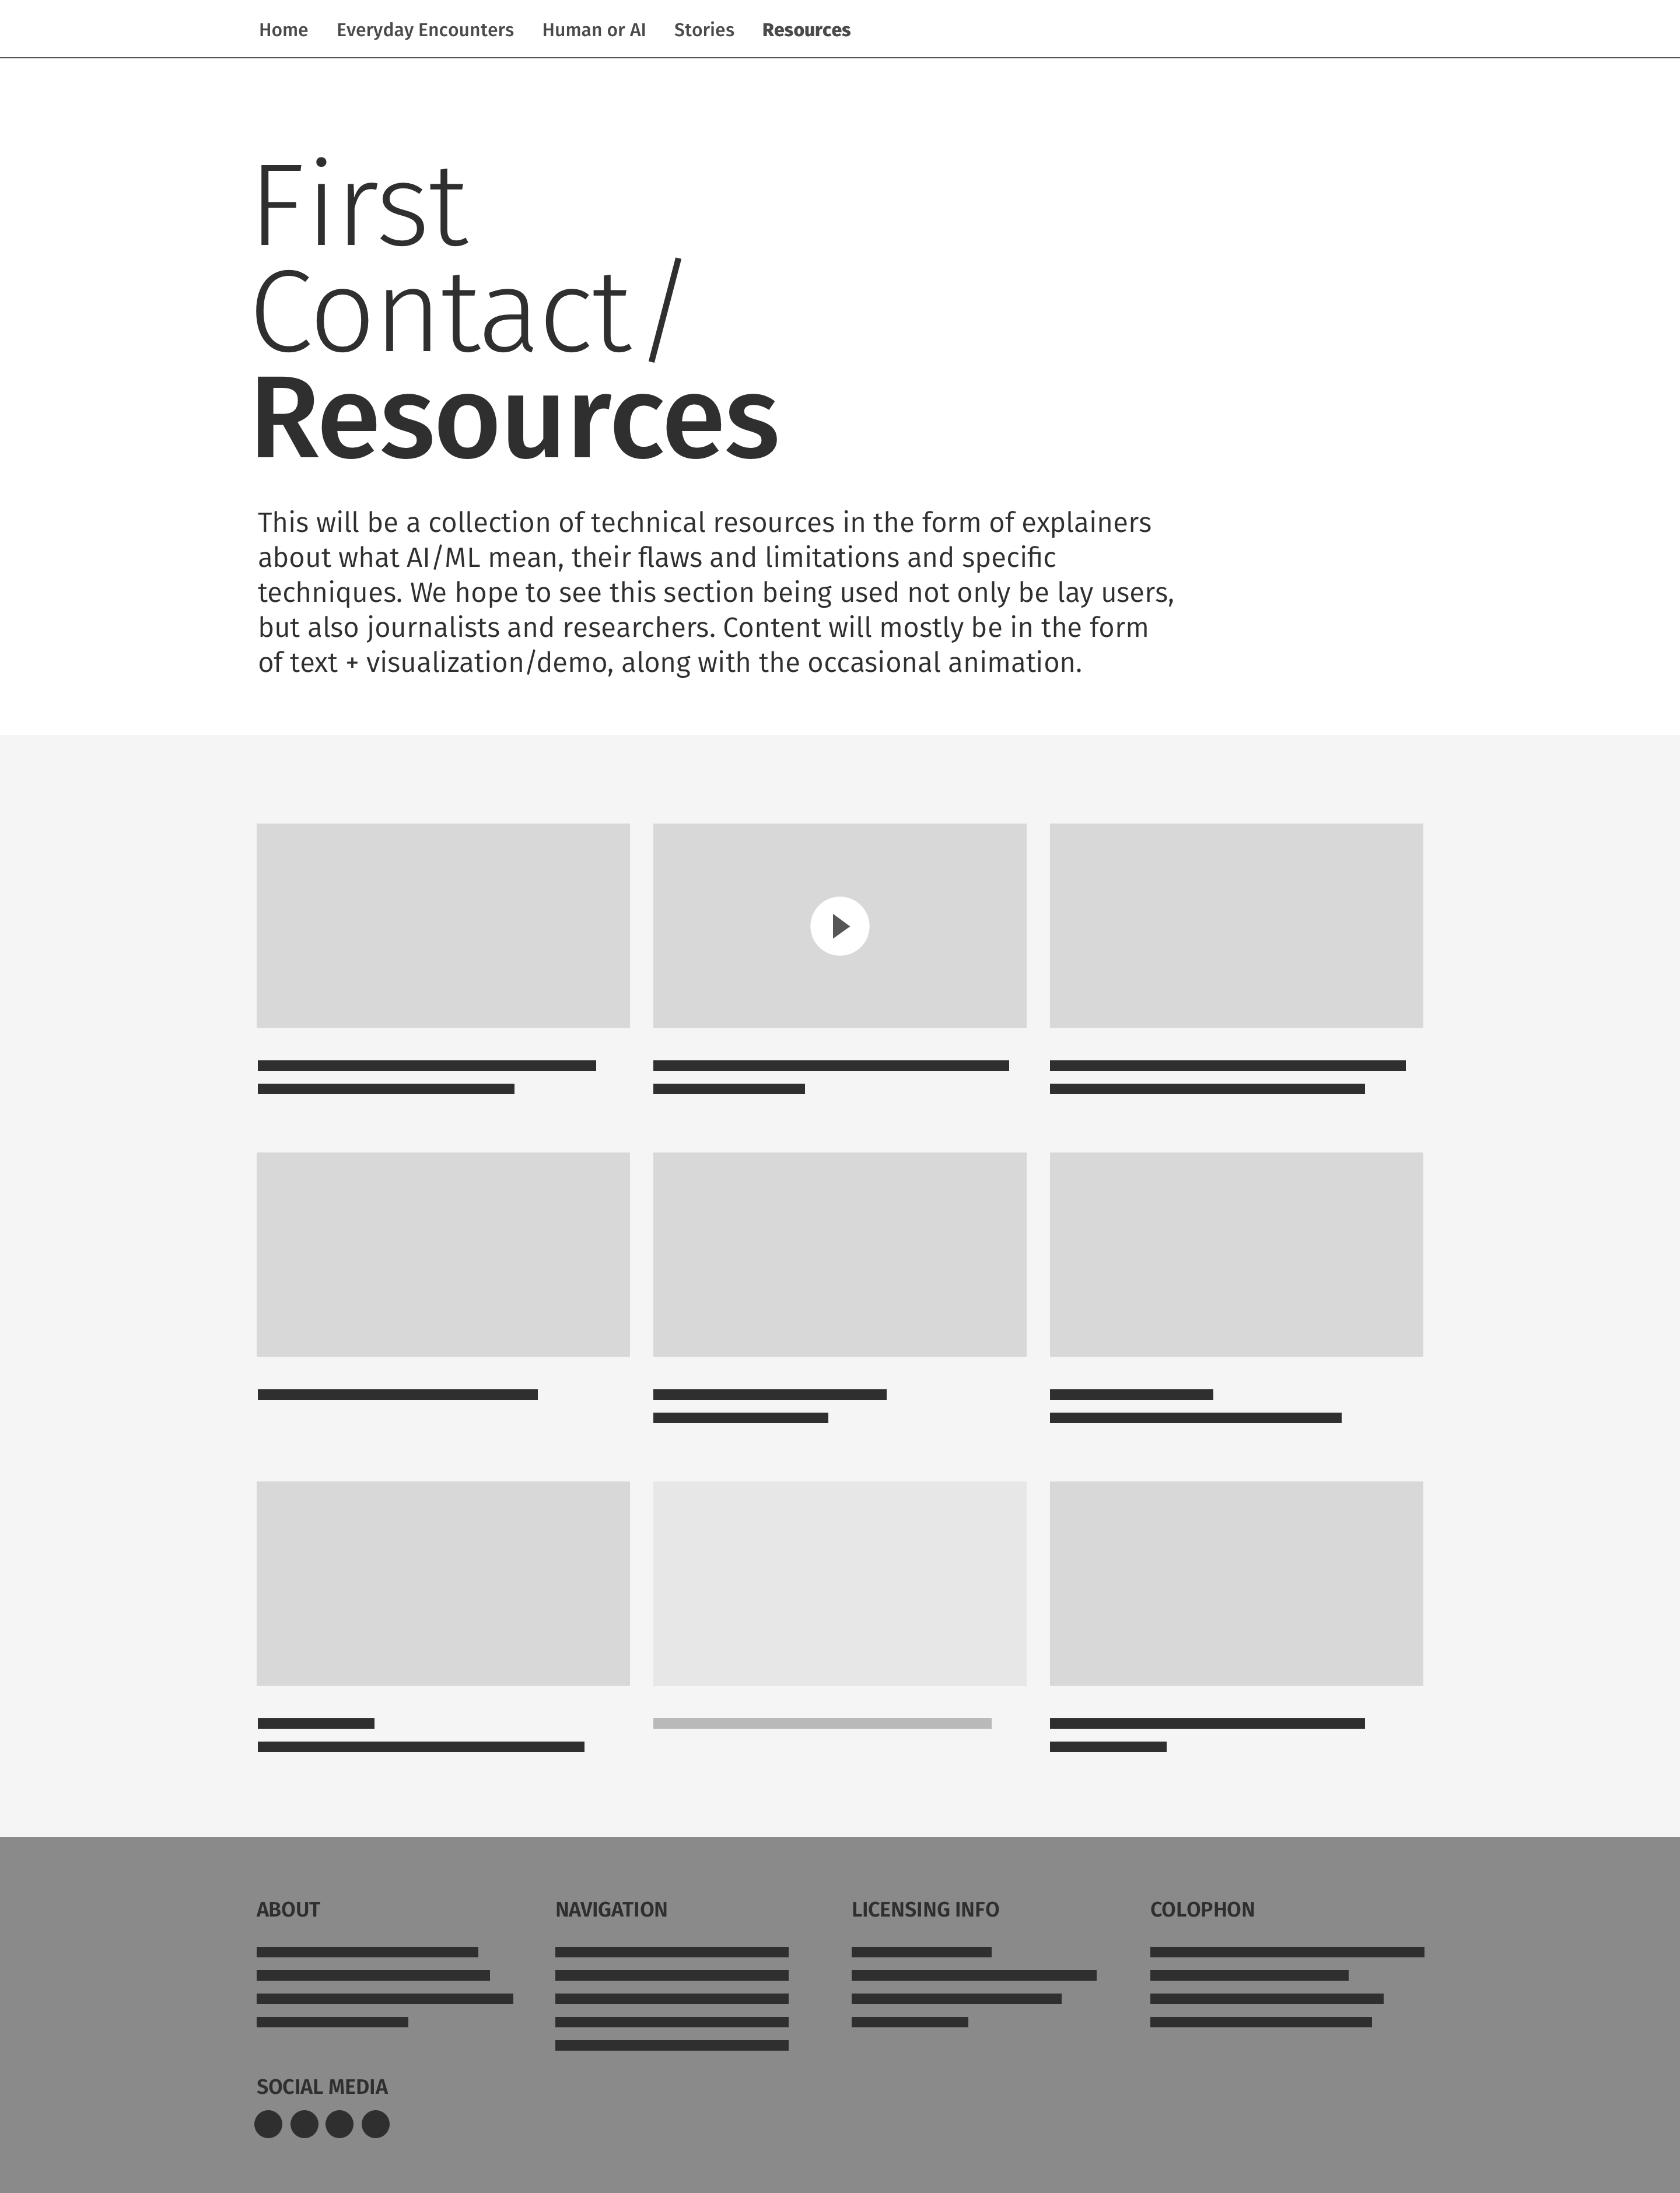 Home Everyday Encounters Human or AI Stories Resources
First
Contact/
Resources
This will be a collection of technical resources in the form of explainers
about what AI/ML mean, their flaws and limitations and specific
techniques. We hope to see this section being used not only be lay users,
but also journalists and researchers. Content will mostly be in the form
of text + visualization/demo, along with the occasional animation.
ABOUT NAVIGATION LICENSING INFO COLOPHON
SOCIAL MEDIA